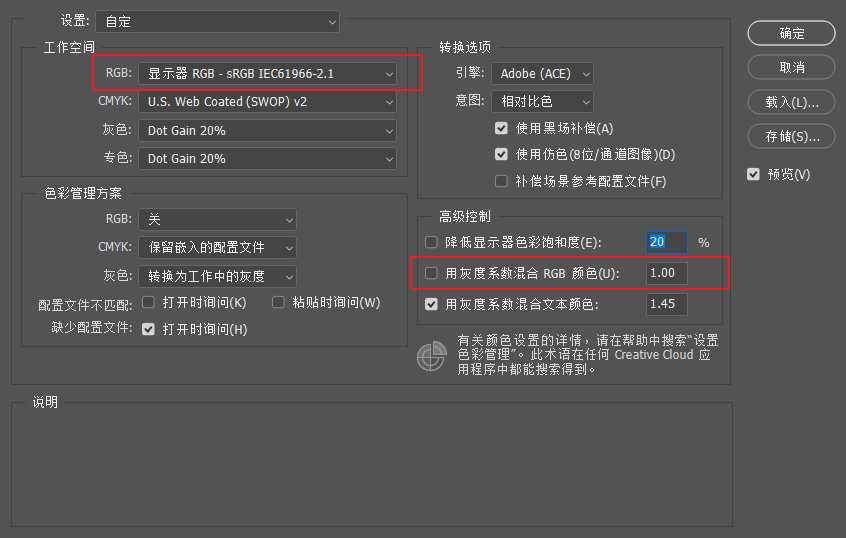 设置: 自定
确定
取消
载入(L)...
存储(S)...
预览(V)
工作空间
RGB: 显示器 RGB - sRGB IEC61966-2.1
CMYK: U.S. Web Coated (SWOP) v2
灰色: Dot Gain 20%
专色: Dot Gain 20%
色彩管理方案
RGB: 关
CMYK: 保留嵌入的配置文件
灰色: 转换为工作中的灰度
配置文件不匹配: 打开时询问(K) 粘贴时询问(W)
缺少配置文件: 打开时询问(H)
转换选项
引擎: Adobe (ACE)
意图: 相对比色
使用黑场补偿(A)
使用仿色(8位/通道图像)(D)
补偿场景参考配置文件(F)
高级控制
降低显示器色彩饱和度(E): 20 %
用灰度系数混合 RGB 颜色(U): 1.00
用灰度系数混合文本颜色: 1.45
有关颜色设置的详情，请在帮助中搜索“设置
色彩管理”。此术语在任何 Creative Cloud 应
用程序中都能搜索得到。
说明